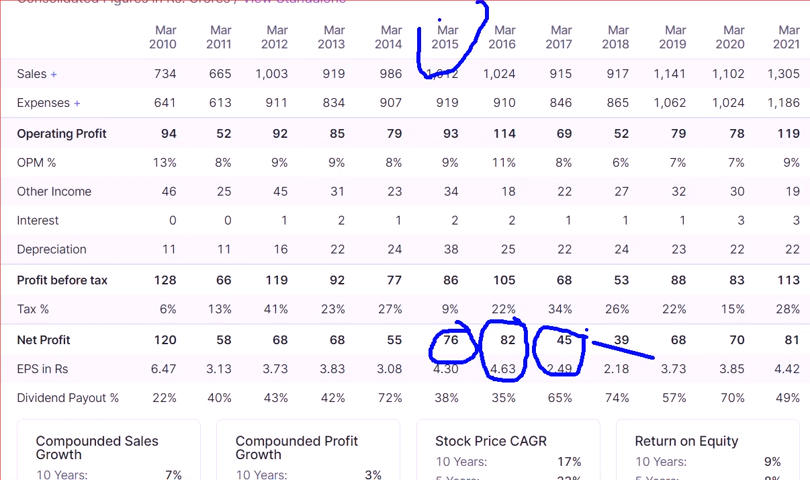 Consolidated Figures in Rs. Crores / View Standalone
Mar 2010 Mar 2011 Mar 2012 Mar 2013 Mar 2014 Mar 2015 Mar 2016 Mar 2017 Mar 2018 Mar 2019 Mar 2020 Mar 2021
Sales + 734 665 1,003 919 986 1,012 1,024 915 917 1,141 1,102 1,305
Expenses + 641 613 911 834 907 919 910 846 865 1,062 1,024 1,186
Operating Profit 94 52 92 85 79 93 114 69 52 79 78 119
OPM % 13% 8% 9% 9% 8% 9% 11% 8% 6% 7% 7% 9%
Other Income 46 25 45 31 23 34 18 22 27 32 30 19
Interest 0 0 1 2 1 2 2 1 1 1 3 3
Depreciation 11 11 16 22 24 38 25 22 24 23 22 22
Profit before tax 128 66 119 92 77 86 105 68 53 88 83 113
Tax % 6% 13% 41% 23% 27% 9% 22% 34% 26% 22% 15% 28%
Net Profit 120 58 68 68 55 76 82 45 39 68 70 81
EPS in Rs 6.47 3.13 3.73 3.83 3.08 4.30 4.63 2.49 2.18 3.73 3.85 4.42
Dividend Payout % 22% 40% 43% 42% 72% 38% 35% 65% 74% 57% 70% 49%
Compounded Sales Growth
10 Years: 7%
Compounded Profit Growth
10 Years: 3%
Stock Price CAGR
10 Years: 17%
Return on Equity
10 Years: 9%